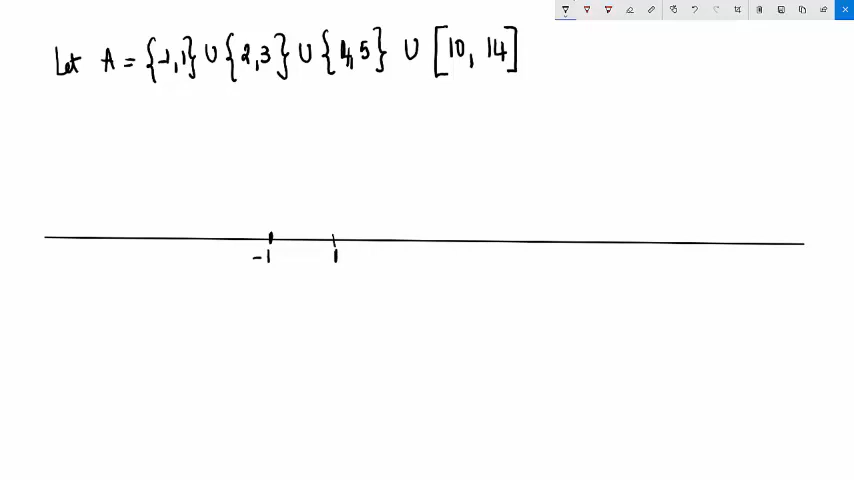 Let A = {-1,1} ∪ {2,3} ∪ {4,5} ∪ [10, 14]
-1 1